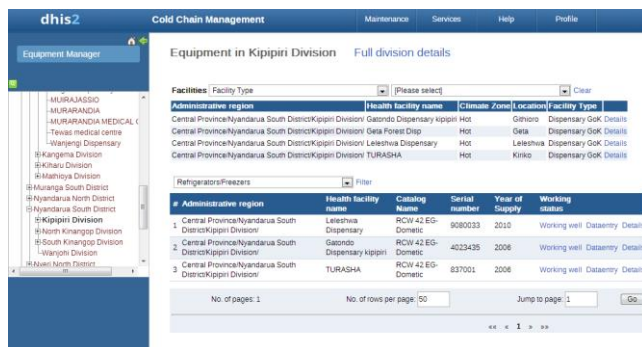 dhis2 Cold Chain Management Maintenance Services Help Profile
Equipment Manager
Equipment in Kipipiri Division Full division details
MUIRAJASSIO
MURARANDIA
MURARANDIA MEDICAL
Tewas medical centre
Wanjengi Dispensary
Kangema Division
Kiharu Division
Mathioya Division
Muranga South District
Nyandarua North District
Nyandarua South District
Kipipiri Division
North Kinangop Division
South Kinangop Division
Wanjohi Division
Nyeri North District
Facilities Facility Type [Please select] Clear
Administrative region Health facility name Climate Zone Location Facility Type
Central Province/Nyandarua South District/Kipipiri Division/ Gatondo Dispensary kipipiri Hot Githioro Dispensary GoK Details
Central Province/Nyandarua South District/Kipipiri Division/ Geta Forest Disp Hot Geta Dispensary GoK Details
Central Province/Nyandarua South District/Kipipiri Division/ Leleshwa Dispensary Hot Leleshwa Dispensary GoK Details
Central Province/Nyandarua South District/Kipipiri Division/ TURASHA Hot Kiriko Dispensary GoK Details
Refrigerators/Freezers Filter
# Administrative region Health facility name Catalog Name Serial number Year of Supply Working status
1 Central Province/Nyandarua South District/Kipipiri Division/ Leleshwa Dispensary RCW 42 EG- Dometic 9080033 2010 Working well Dataentry Details
2 Central Province/Nyandarua South District/Kipipiri Division/ Gatondo Dispensary kipipiri RCW 42 EG- Dometic 4023435 2006 Working well Dataentry Details
3 Central Province/Nyandarua South District/Kipipiri Division/ TURASHA RCW 42 EG- Dometic 837001 2006 Working well Dataentry Details
No. of pages: 1 No. of rows per page: 50 Jump to page: 1 Go
«« « 1 » »»